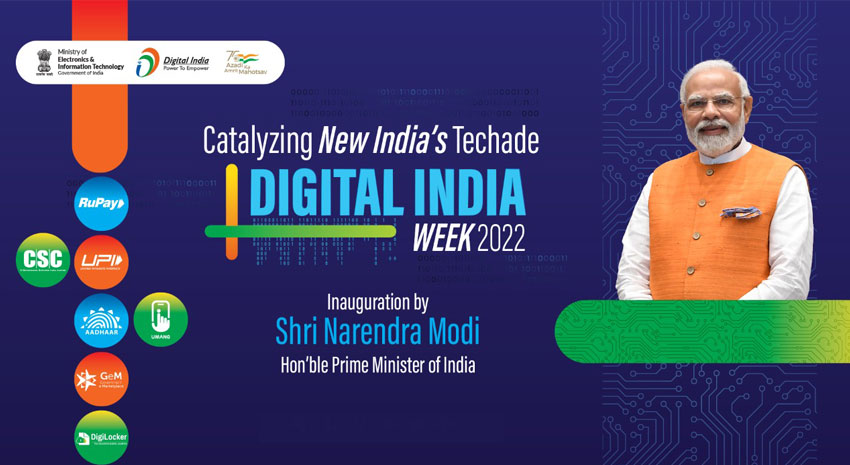 Ministry of
Electronics &
Information Technology
Government of India
Digital India
Power To Empower
Azadi Ka
Amrit Mahotsav
Catalyzing New India's Techade
DIGITAL INDIA
WEEK 2022
Inauguration by
Shri Narendra Modi
Hon'ble Prime Minister of India
RuPay
CSC
UPI
AADHAAR
UMANG
GeM
Government
e Marketplace
DigiLocker